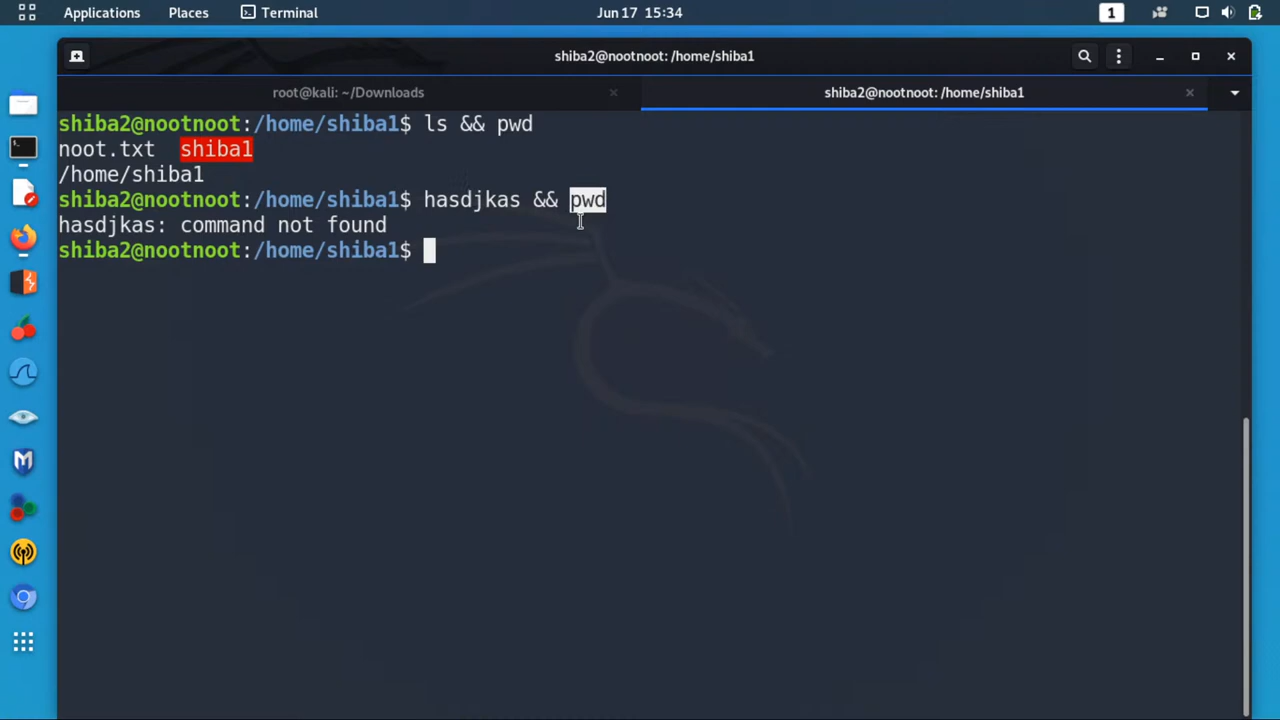 Applications Places Terminal Jun 17 15:34 1
shiba2@nootnoot: /home/shiba1
root@kali: ~/Downloads shiba2@nootnoot: /home/shiba1
shiba2@nootnoot:/home/shiba1$ ls && pwd
noot.txt shiba1
/home/shiba1
shiba2@nootnoot:/home/shiba1$ hasdjkas && pwd
hasdjkas: command not found
shiba2@nootnoot:/home/shiba1$